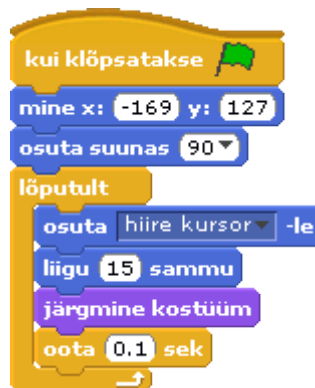 kui klõpsatakse
mine x: -169 y: 127
osuta suunas 90
lõputult
osuta hiire kursor -le
liigu 15 sammu
järgmine kostüüm
oota 0.1 sek